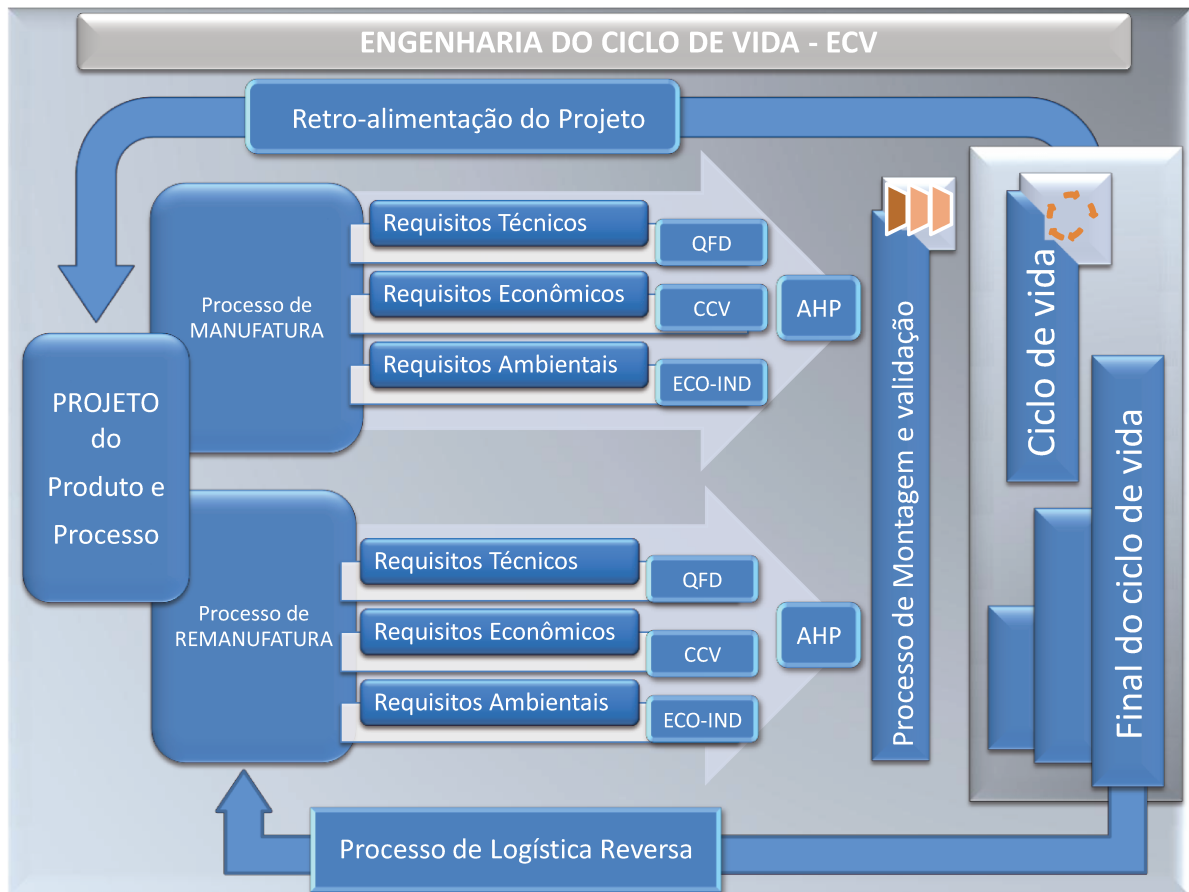 ENGENHARIA DO CICLO DE VIDA - ECV
Retro-alimentação do Projeto
PROJETO
do
Produto e
Processo
Processo de
MANUFATURA
Requisitos Técnicos
QFD
Requisitos Econômicos
CCV
Requisitos Ambientais
ECO-IND
AHP
Processo de
REMANUFATURA
Requisitos Técnicos
QFD
Requisitos Econômicos
CCV
Requisitos Ambientais
ECO-IND
AHP
Processo de Montagem e validação
Ciclo de vida
Final do ciclo de vida
Processo de Logística Reversa